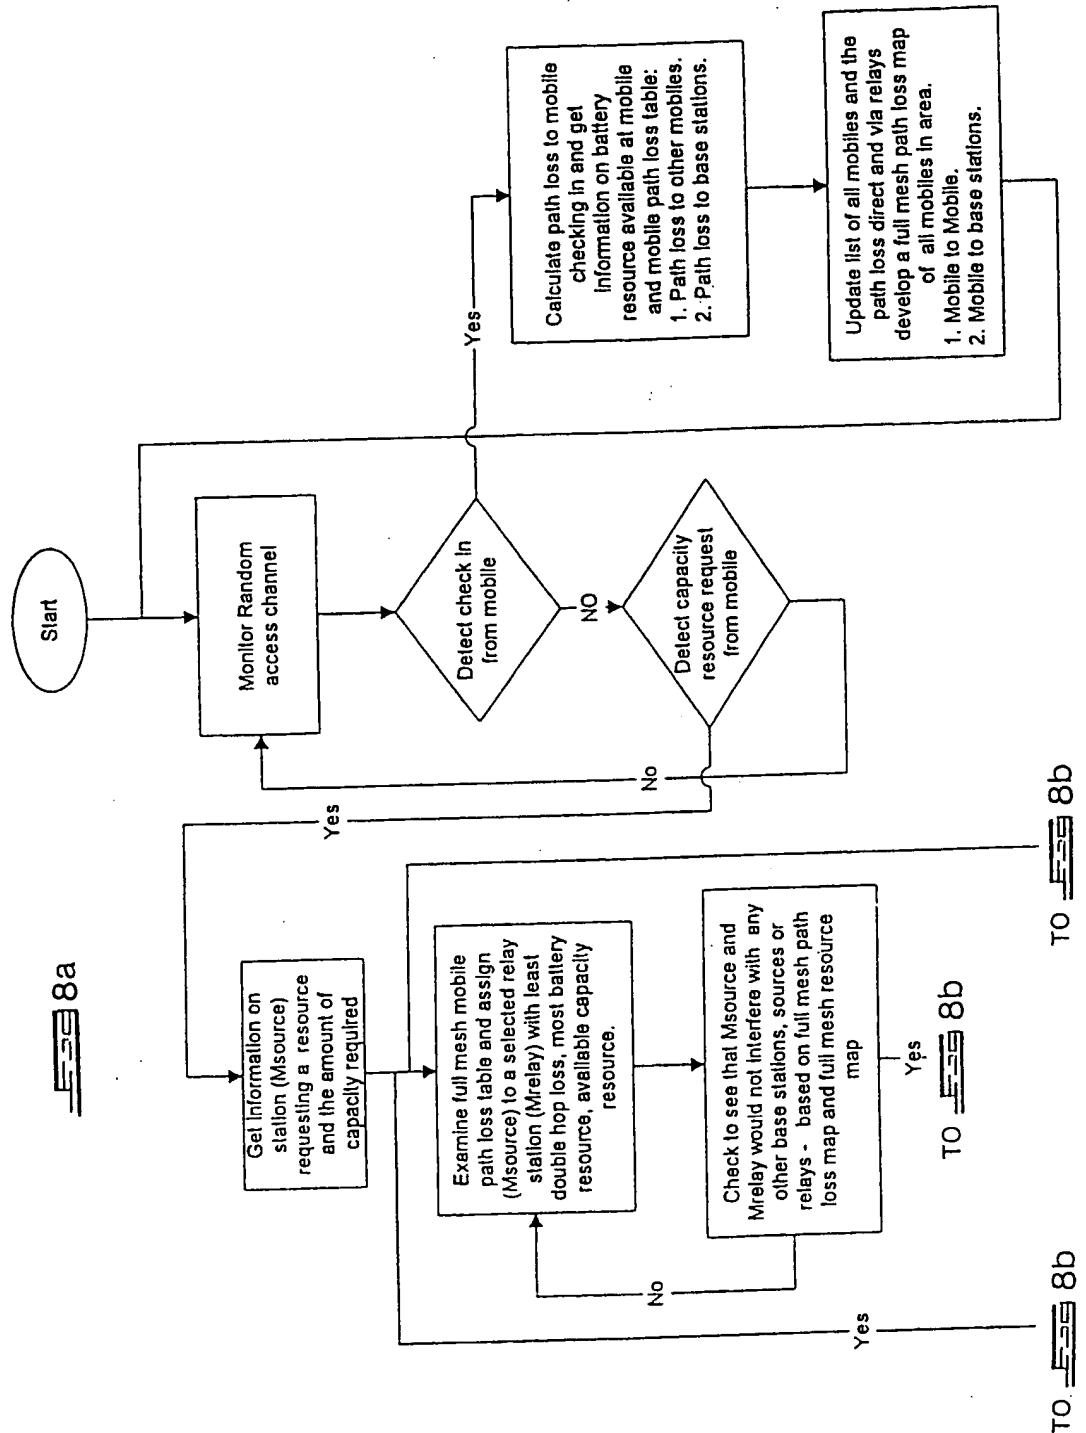 Fig 8a
Start
Monitor Random
access channel
Detect check in
from mobile
Yes
NO
Calculate path loss to mobile
checking in and get
information on battery
resource available at mobile
and mobile path loss table:
1. Path loss to other mobiles.
2. Path loss to base stations.
Update list of all mobiles and the
path loss direct and via relays
develop a full mesh path loss map
of all mobiles in area.
1. Mobile to Mobile.
2. Mobile to base stations.
Detect capacity
resource request
from mobile
No
Yes
Get information on
station (Msource)
requesting a resource
and the amount of
capacity required
Examine full mesh mobile
path loss table and assign
(Msource) to a selected relay
station (Mrelay) with least
double hop loss, most battery
resource, available capacity
resource.
Check to see that Msource and
Mrelay would not interfere with any
other base stations, sources or
relays - based on full mesh path
loss map and full mesh resource
map
No
Yes
Yes
TO Fig 8b
TO Fig 8b
TO Fig 8b